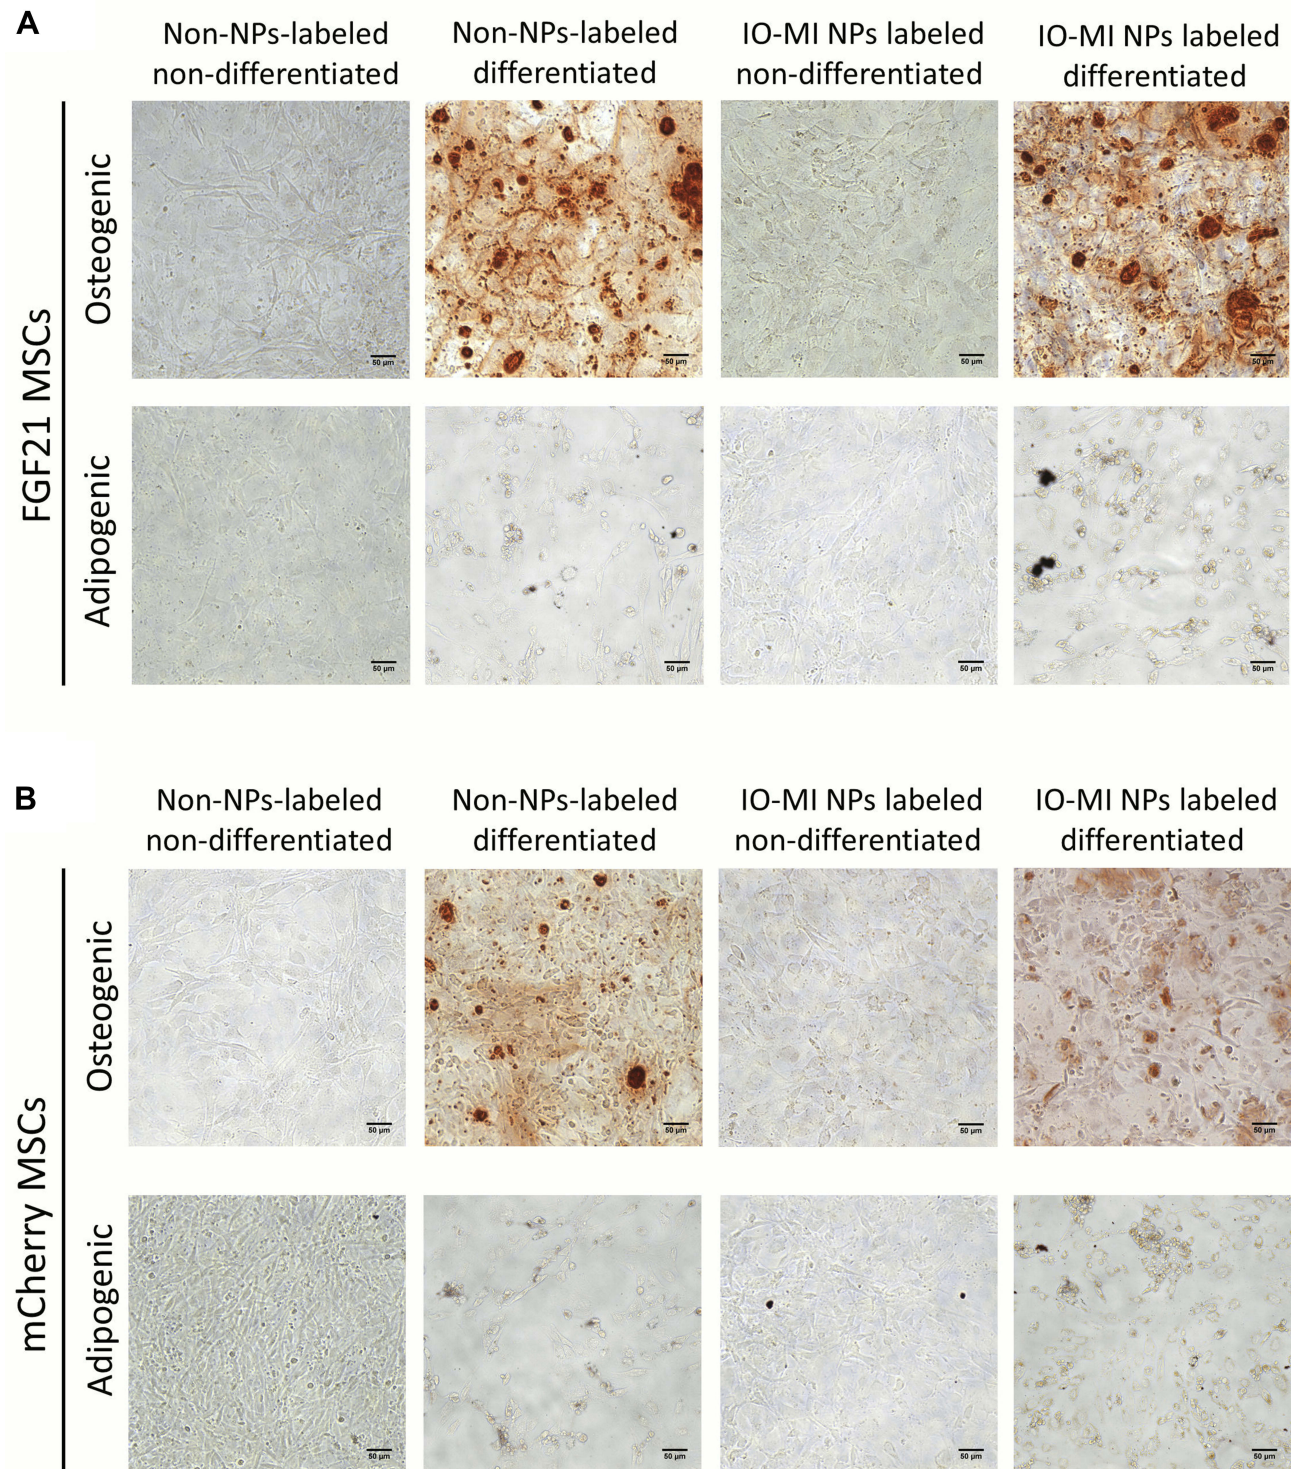 A
Non-NPs-labeled
non-differentiated
Non-NPs-labeled
differentiated
IO-MI NPs labeled
non-differentiated
IO-MI NPs labeled
differentiated
FGF21 MSCs
Osteogenic
50 µm
50 µm
50 µm
50 µm
Adipogenic
50 µm
50 µm
50 µm
50 µm
B
Non-NPs-labeled
non-differentiated
Non-NPs-labeled
differentiated
IO-MI NPs labeled
non-differentiated
IO-MI NPs labeled
differentiated
mCherry MSCs
Osteogenic
50 µm
50 µm
50 µm
50 µm
Adipogenic
50 µm
50 µm
50 µm
50 µm